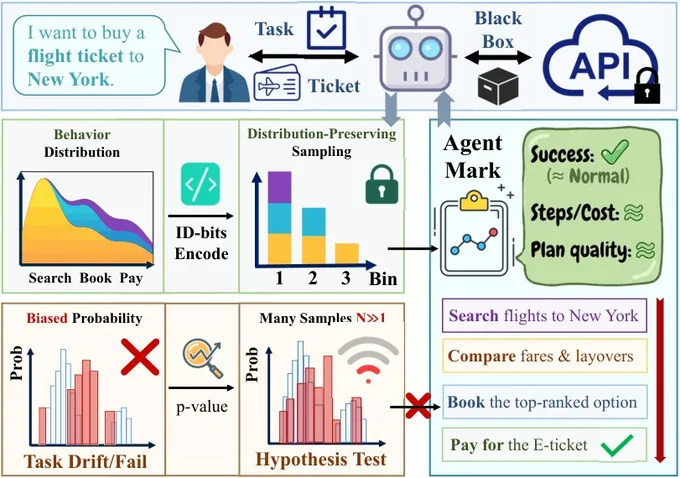 I want to buy a
flight ticket to
New York.
Task
Ticket
Black
Box
API
Behavior
Distribution
Search Book Pay
ID-bits
Encode
Distribution-Preserving
Sampling
1 2 3 Bin
Agent
Mark
Success:
(≈ Normal)
Steps/Cost: ≈
Plan quality: ≈
Biased Probability
Prob
Task Drift/Fail
p-value
Many Samples N≫1
Prob
Hypothesis Test
Search flights to New York
Compare fares & layovers
Book the top-ranked option
Pay for the E-ticket